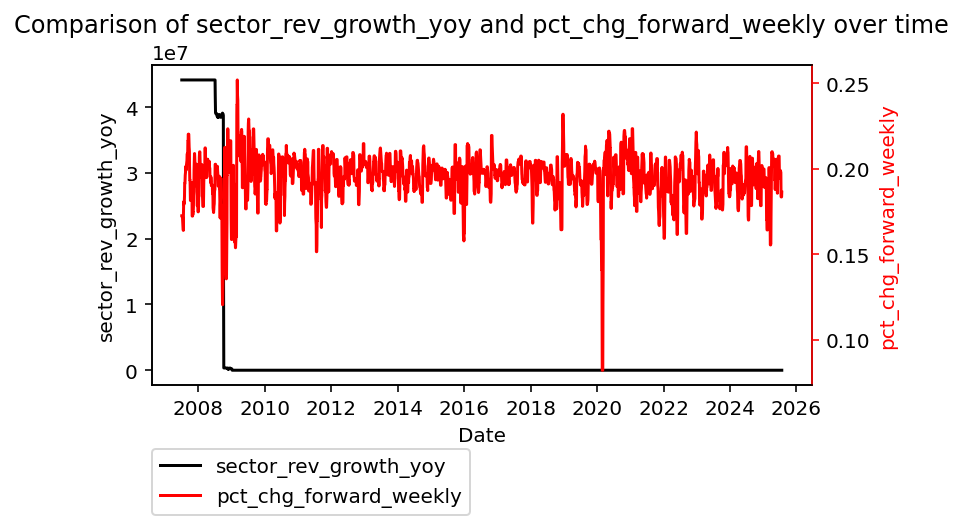 Comparison of sector_rev_growth_yoy and pct_chg_forward_weekly over time
1e7
sector_rev_growth_yoy
4
3
2
1
0
0.25
0.20
0.15
0.10
pct_chg_forward_weekly
2008 2010 2012 2014 2016 2018 2020 2022 2024 2026
Date
sector_rev_growth_yoy
pct_chg_forward_weekly